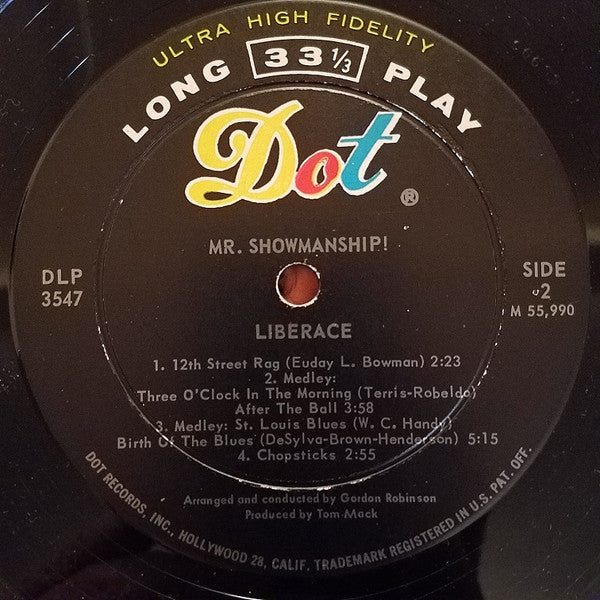 ULTRA HIGH FIDELITY
LONG 33 1/3 PLAY
Dot
®
MR. SHOWMANSHIP!
DLP
3547
SIDE
2
M 55,990
LIBERACE
1. 12th Street Rag (Euday L. Bowman) 2:23
2. Medley:
Three O'Clock In The Morning (Terris-Robeldo)
After The Ball 3:58
3. Medley: St. Louis Blues (W. C. Handy)
Birth Of The Blues (DeSylva-Brown-Henderson) 5:15
4. Chopsticks 2:55
Arranged and conducted by Gordon Robinson
Produced by Tom Mack
DOT RECORDS, INC., HOLLYWOOD 28, CALIF. TRADEMARK REGISTERED IN U.S. PAT. OFF.